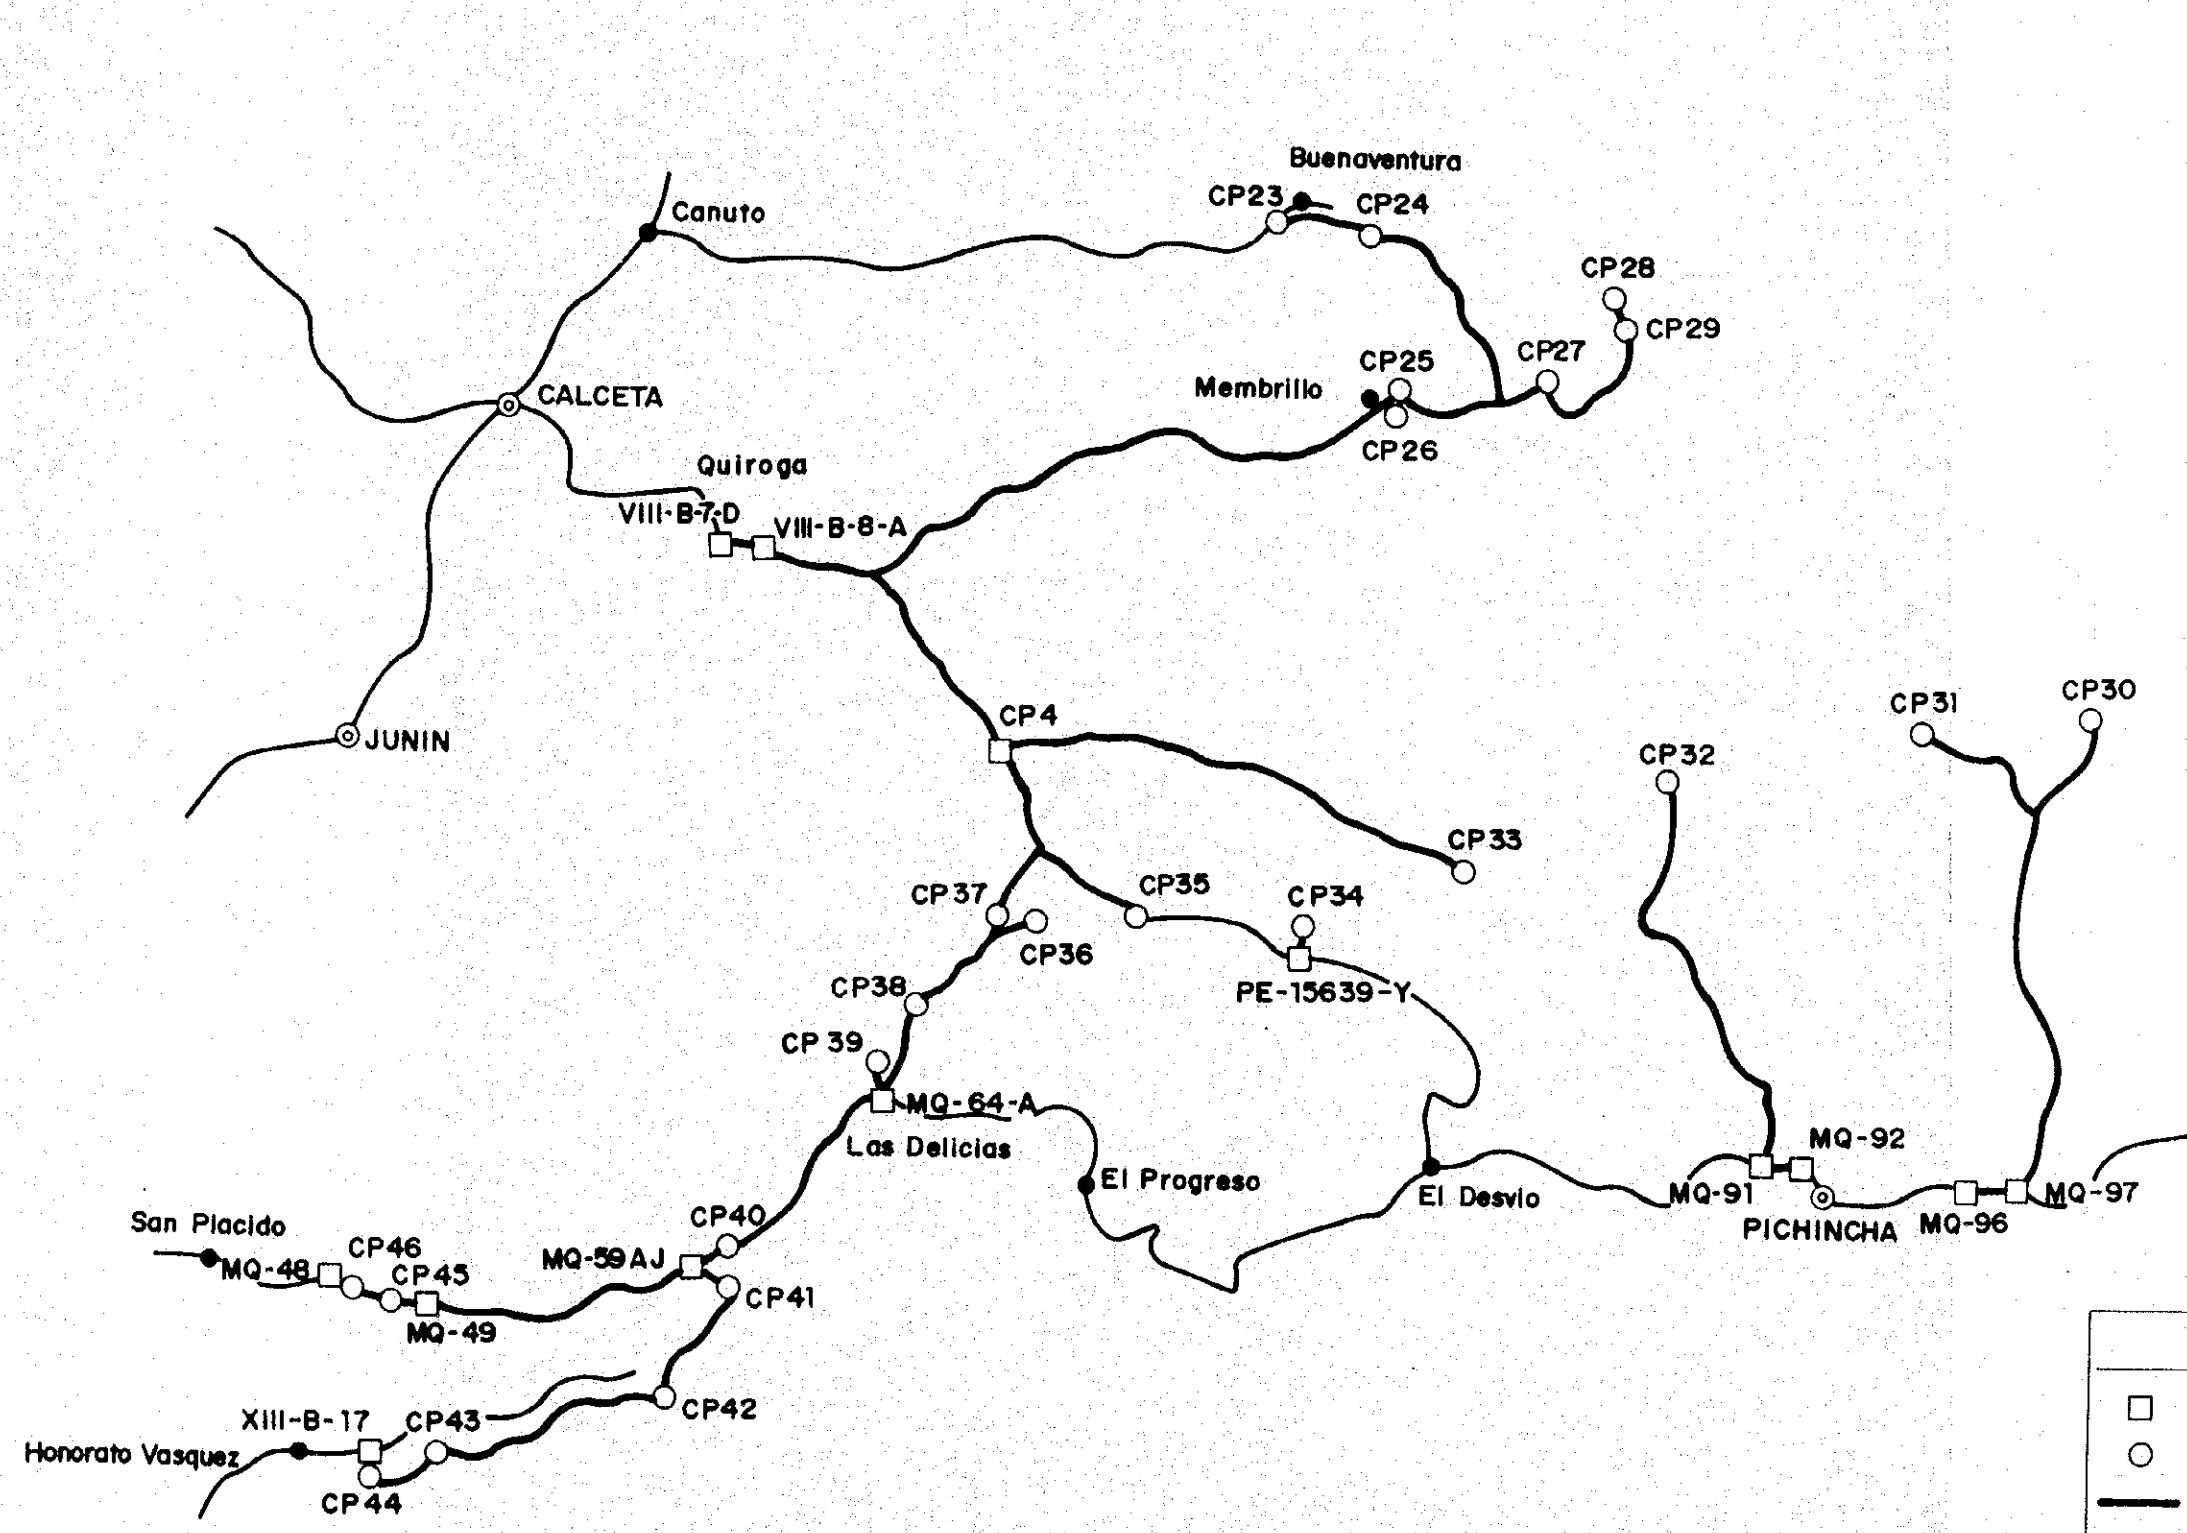 Buenaventura
CP23
CP24
Canuto
CP28
CP29
CP27
CP25
Membrillo
CALCETA
CP26
Quiroga
VIII-B-7-D
VIII-B-8-A
CP30
CP31
CP4
JUNIN
CP32
CP33
CP37
CP35
CP34
CP36
CP38
PE-15639-Y
CP39
MQ-64-A
Las Delicias
MQ-92
El Progreso
El Desvio
MQ-91
MQ-97
PICHINCHA
MQ-96
CP40
San Placido
CP46
MQ-59AJ
MQ-48
CP45
CP41
MQ-49
CP42
XIII-B-17
CP43
Honorato Vasquez
CP44